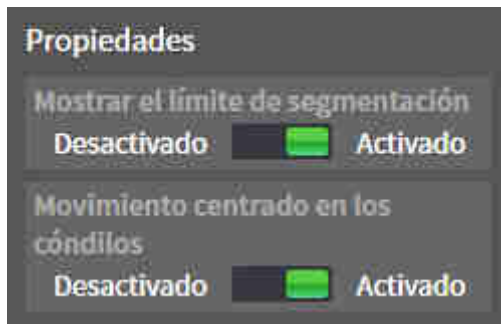 Propiedades
Mostrar el límite de segmentación
Desactivado Activado
Movimiento centrado en los
cóndilos
Desactivado Activado